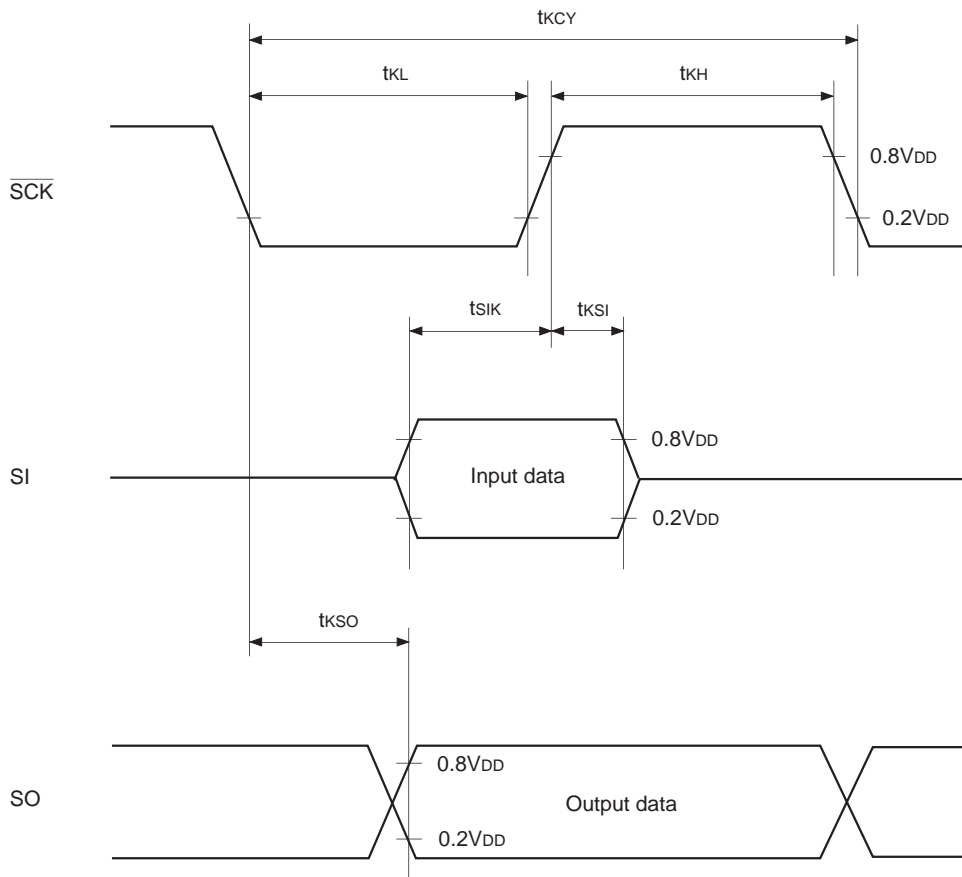 tKCY
tKL
tKH
0.8VDD
SCK
0.2VDD
tSIK
tKSI
0.8VDD
SI
Input data
0.2VDD
tKSO
0.8VDD
SO
Output data
0.2VDD